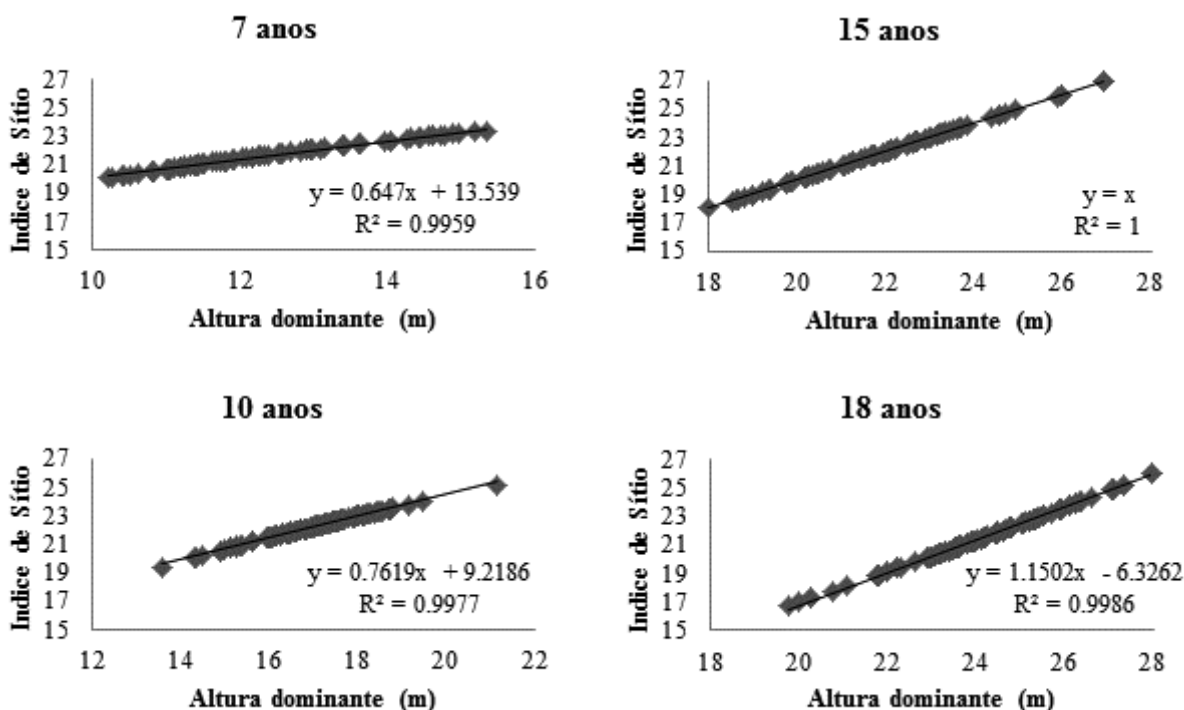 7 anos
Indice de Sítio
27
25
23
21
19
17
15
y = 0.647x + 13.539
R² = 0.9959
10 12 14 16
Altura dominante (m)
15 anos
Indice de Sítio
27
25
23
21
19
17
15
y = x
R² = 1
18 20 22 24 26 28
Altura dominante (m)
10 anos
Indice de Sítio
27
25
23
21
19
17
15
y = 0.7619x + 9.2186
R² = 0.9977
12 14 16 18 20 22
Altura dominante (m)
18 anos
Indice de Sítio
27
25
23
21
19
17
15
y = 1.1502x - 6.3262
R² = 0.9986
18 20 22 24 26 28
Altura dominante (m)